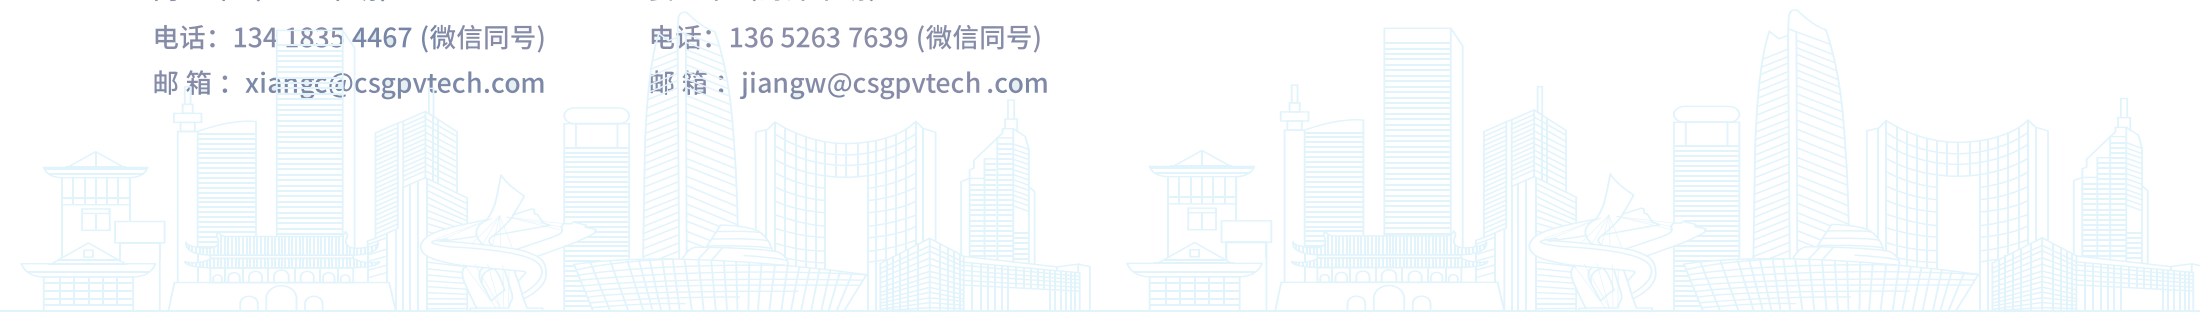 电话：134 1835 4467 (微信同号)
邮 箱 ：xiangc@csgpvtech.com
电话：136 5263 7639 (微信同号)
邮 箱 ：jiangw@csgpvtech .com